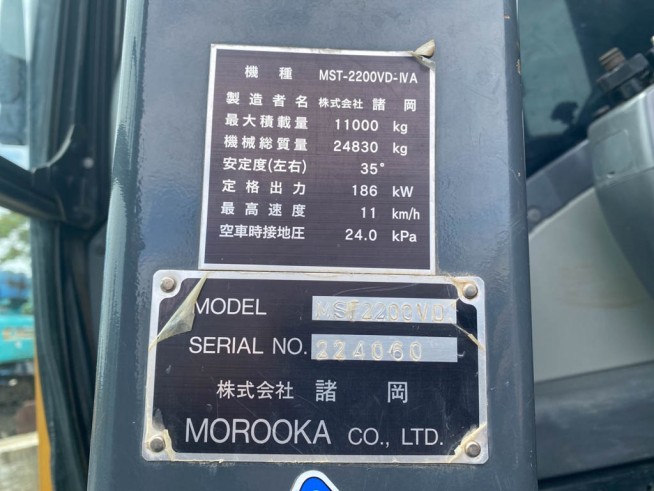 機種 MST-2200VD-ⅣA
製造者名 株式会社 諸岡
最大積載量 11000 kg
機械総質量 24830 kg
安定度(左右) 35°
定格出力 186 kW
最高速度 11 km/h
空車時接地圧 24.0 kPa
MODEL MST2200VD
SERIAL NO. 224060
株式会社 諸岡
MOROOKA CO., LTD.